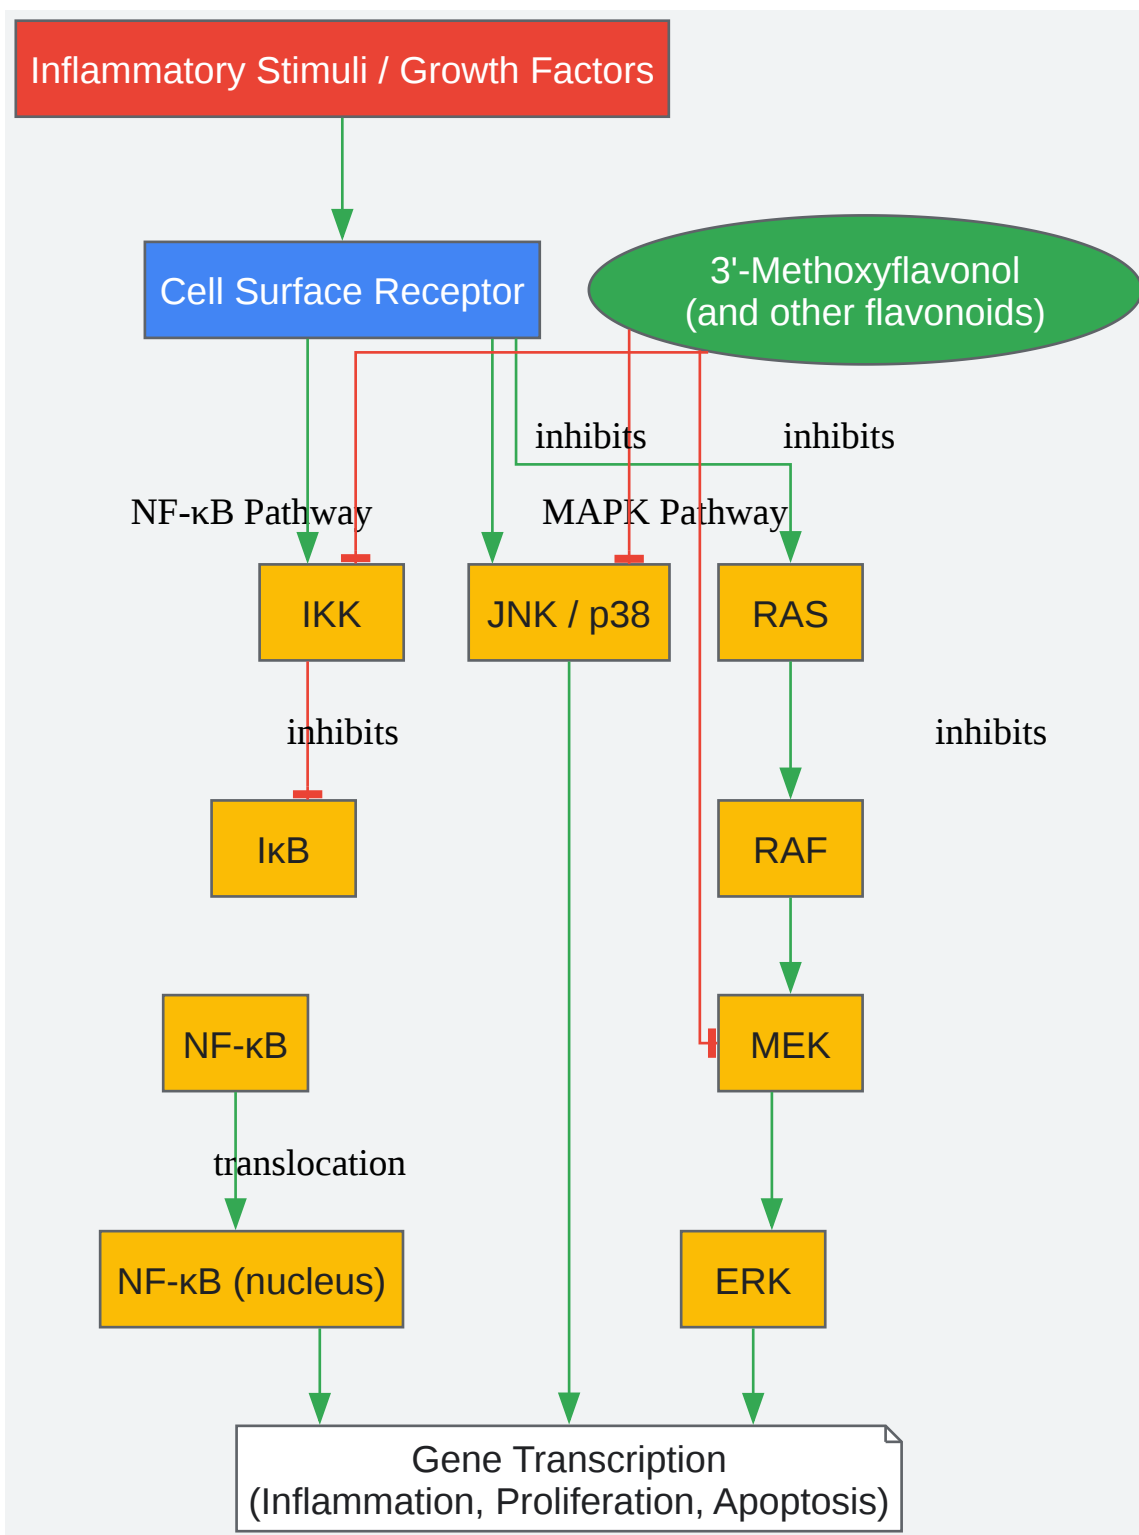 Inflammatory Stimuli / Growth Factors
Cell Surface Receptor
3'-Methoxyflavonol
(and other flavonoids)
inhibits
inhibits
NF-κB Pathway
MAPK Pathway
IKK
JNK / p38
RAS
inhibits
inhibits
IκB
RAF
NF-κB
MEK
translocation
NF-κB (nucleus)
ERK
Gene Transcription
(Inflammation, Proliferation, Apoptosis)